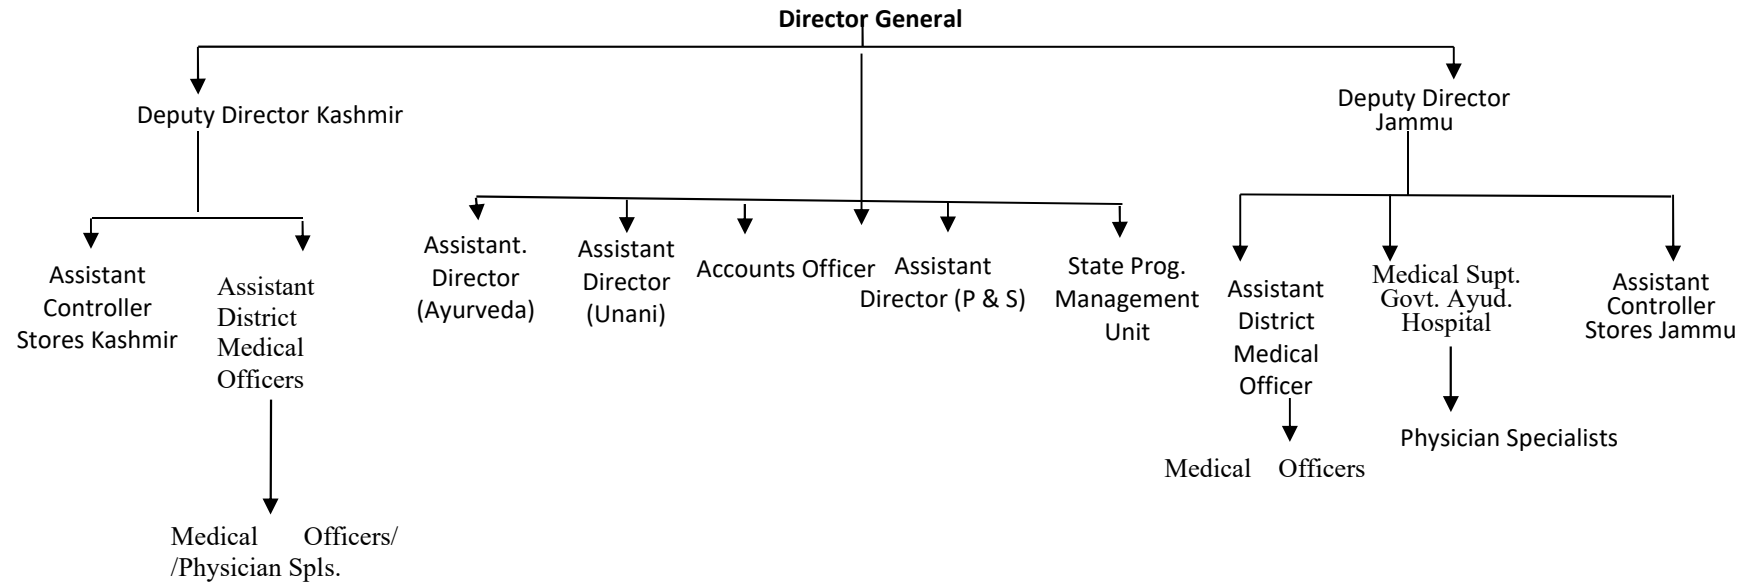 Director General
Deputy Director Kashmir
Deputy Director
Jammu
Assistant
Controller
Stores Kashmir
Assistant
District
Medical
Officers
Assistant.
Director
(Ayurveda)
Assistant
Director
(Unani)
Accounts Officer
Assistant
Director (P & S)
State Prog.
Management
Unit
Assistant
District
Medical
Officer
Medical Supt.
Govt. Ayud.
Hospital
Assistant
Controller
Stores Jammu
Physician Specialists
Medical Officers
Medical Officers/
/Physician Spls.